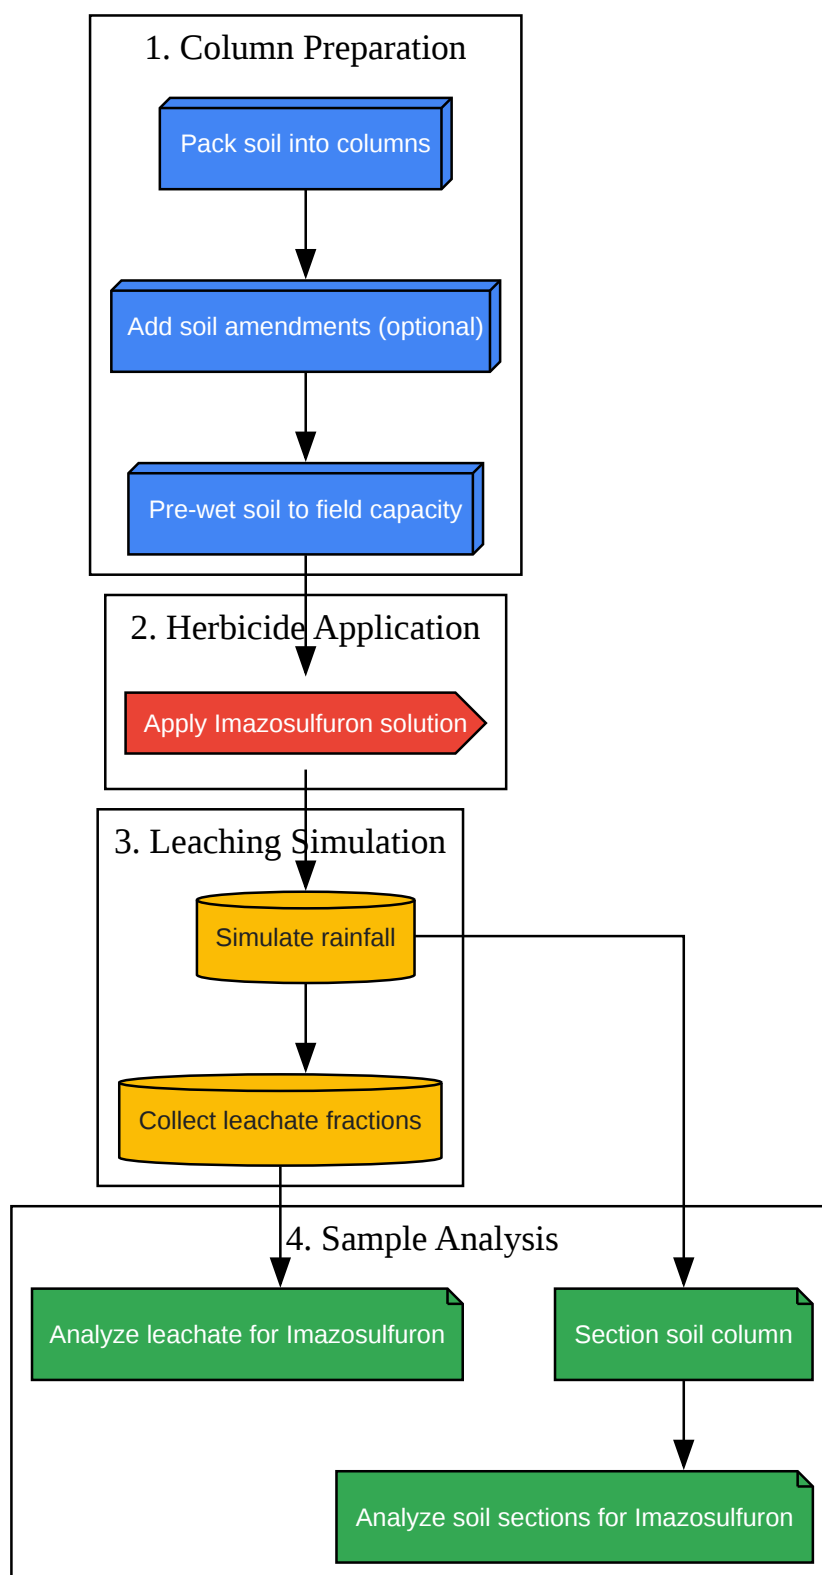 1. Column Preparation
Pack soil into columns
Add soil amendments (optional)
Pre-wet soil to field capacity
2. Herbicide Application
Apply Imazosulfuron solution
3. Leaching Simulation
Simulate rainfall
Collect leachate fractions
4. Sample Analysis
Analyze leachate for Imazosulfuron
Section soil column
Analyze soil sections for Imazosulfuron